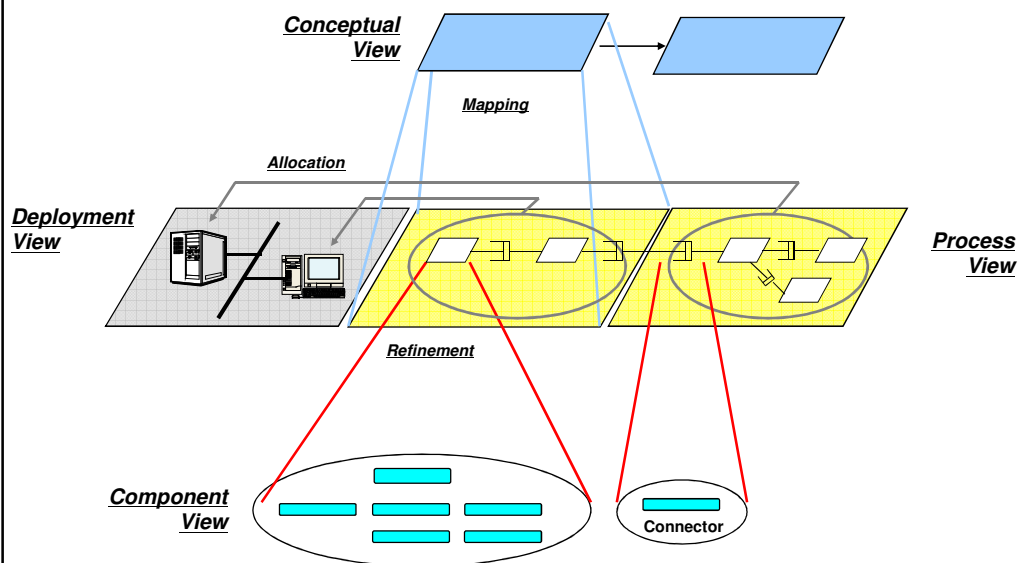 Conceptual
View
Mapping
Allocation
Deployment
View
Process
View
Refinement
Component
View
Connector